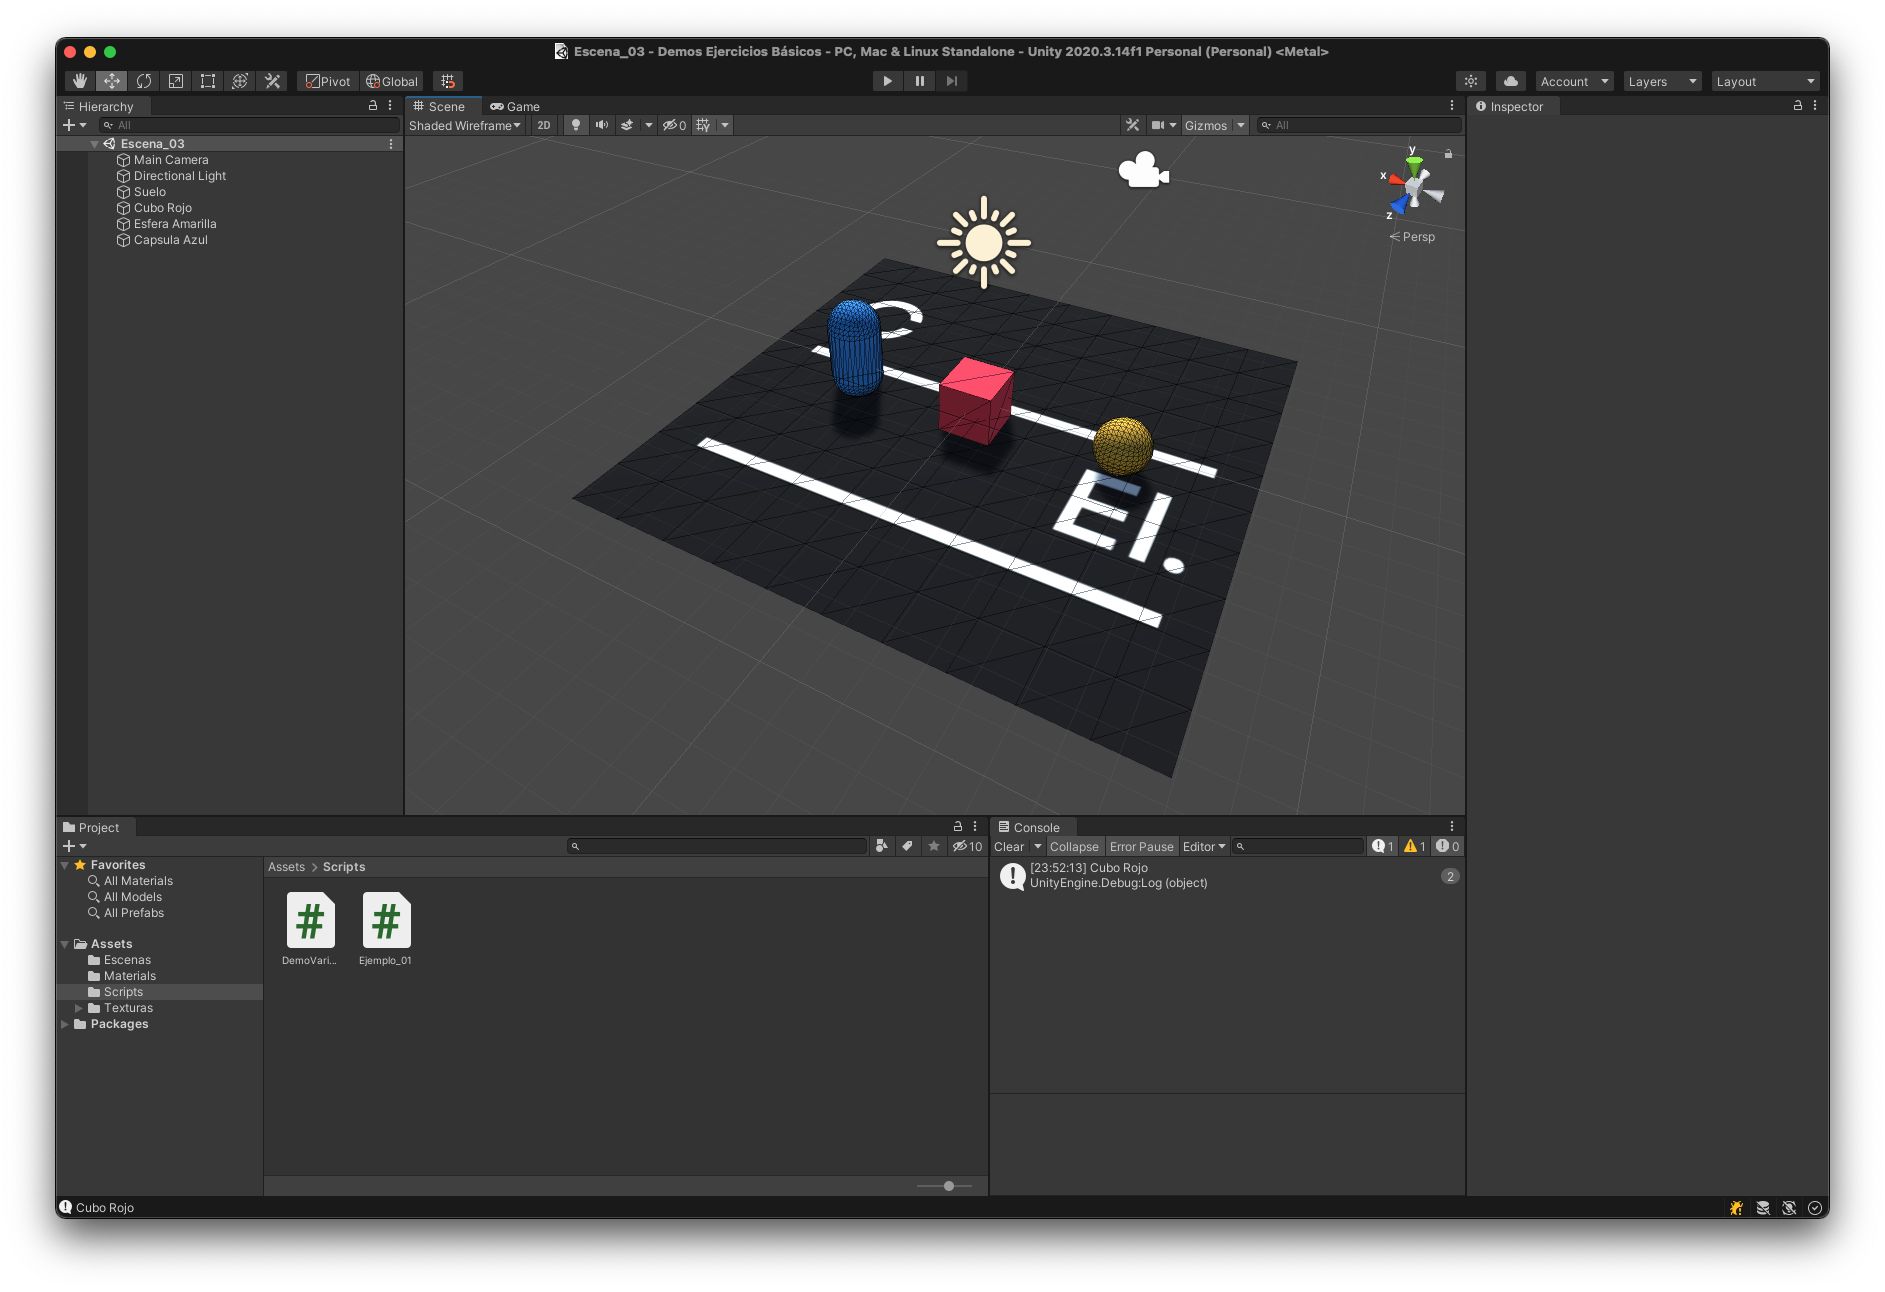 Escena_03 - Demos Ejercicios Básicos - PC, Mac & Linux Standalone - Unity 2020.3.14f1 Personal (Personal) <Metal>
Pivot Global Account Layers Layout
Hierarchy
All
Escena_03
Main Camera
Directional Light
Suelo
Cubo Rojo
Esfera Amarilla
Capsula Azul
Scene Game
Shaded Wireframe 2D 0 Gizmos All
y
x
z
Persp
C
El.
Inspector
Project
10
Favorites
All Materials
All Models
All Prefabs
Assets
Escenas
Materials
Scripts
Texturas
Packages
Assets > Scripts
DemoVari... Ejemplo_01
Console
Clear Collapse Error Pause Editor 1 1 0
[23:52:13] Cubo Rojo
UnityEngine.Debug:Log (object)
2
Cubo Rojo